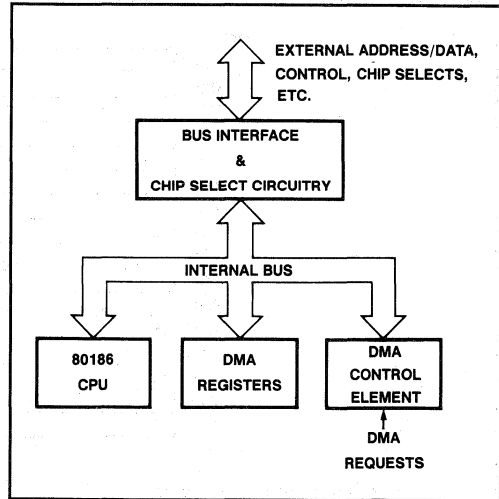 EXTERNAL ADDRESS/DATA,
CONTROL, CHIP SELECTS,
ETC.
BUS INTERFACE
&
CHIP SELECT CIRCUITRY
INTERNAL BUS
80186
CPU
DMA
REGISTERS
DMA
CONTROL
ELEMENT
DMA
REQUESTS